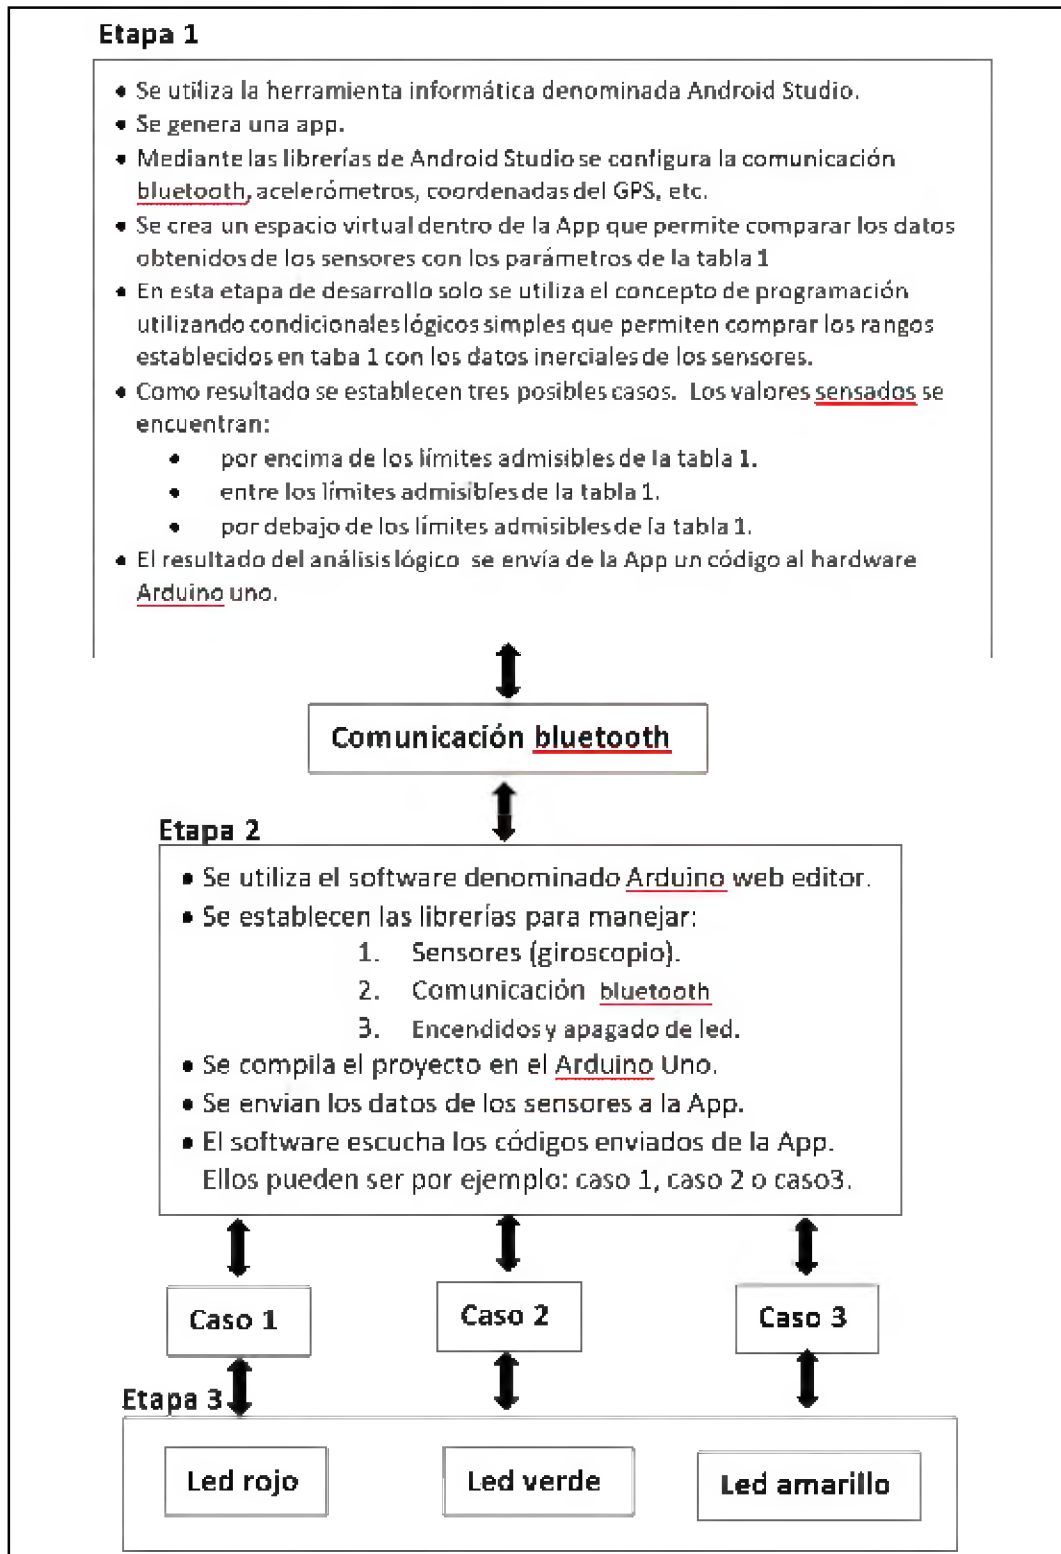 Etapa 1
• Se utiliza la herramienta informática denominada Android Studio.
• Se genera una app.
• Mediante las librerías de Android Studio se configura la comunicación
bluetooth, acelerómetros, coordenadas del GPS, etc.
• Se crea un espacio virtual dentro de la App que permite comparar los datos
obtenidos de los sensores con los parámetros de la tabla 1
• En esta etapa de desarrollo solo se utiliza el concepto de programación
utilizando condicionales lógicos simples que permiten comprar los rangos
establecidos en taba 1 con los datos inerciales de los sensores.
• Como resultado se establecen tres posibles casos. Los valores sensados se
encuentran:
• por encima de los límites admisibles de la tabla 1.
• entre los límites admisibles de la tabla 1.
• por debajo de los límites admisibles de la tabla 1.
• El resultado del análisis lógico se envía de la App un código al hardware
Arduino uno.
Comunicación bluetooth
Etapa 2
• Se utiliza el software denominado Arduino web editor.
• Se establecen las librerías para manejar:
1. Sensores (giroscopio).
2. Comunicación bluetooth
3. Encendidos y apagado de led.
• Se compila el proyecto en el Arduino Uno.
• Se envian los datos de los sensores a la App.
• El software escucha los códigos enviados de la App.
Ellos pueden ser por ejemplo: caso 1, caso 2 o caso3.
Caso 1
Caso 2
Caso 3
Etapa 3
Led rojo
Led verde
Led amarillo